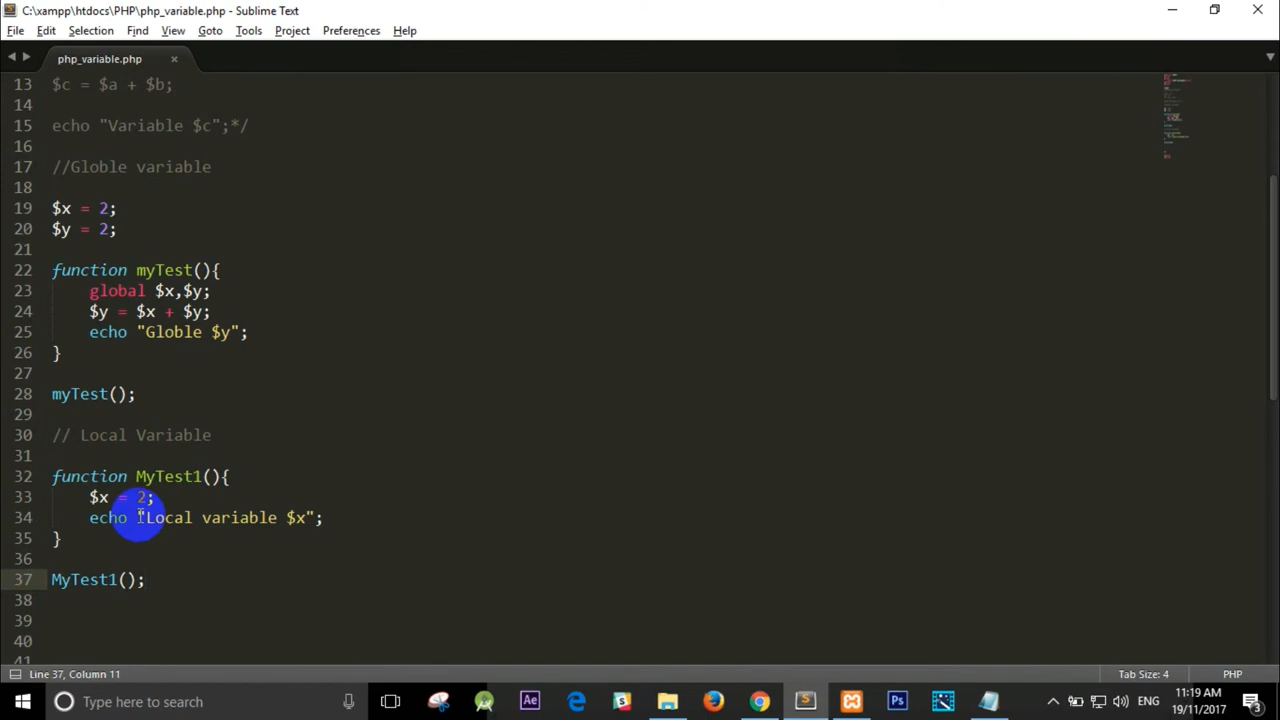 C:\xampp\htdocs\PHP\php_variable.php - Sublime Text
File Edit Selection Find View Goto Tools Project Preferences Help
php_variable.php
13 $c = $a + $b;
14
15 echo "Variable $c";*/
16
17 //Globle variable
18
19 $x = 2;
20 $y = 2;
21
22 function myTest(){
23 global $x,$y;
24 $y = $x + $y;
25 echo "Globle $y";
26 }
27
28 myTest();
29
30 // Local Variable
31
32 function MyTest1(){
33 $x = 2;
34 echo "Local variable $x";
35 }
36
37 MyTest1();
38
39
40
41
Line 37, Column 11 Tab Size: 4 PHP
Type here to search Ae Ps ENG 11:19 AM
19/11/2017 3